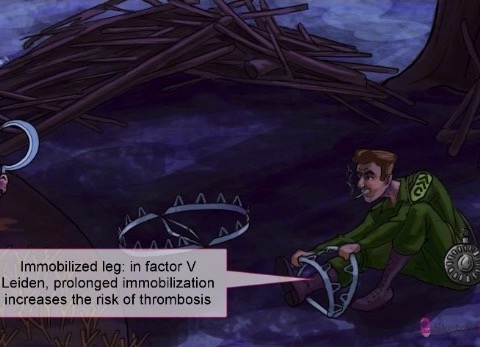 Immobilized leg: in factor V
Leiden, prolonged immobilization
increases the risk of thrombosis